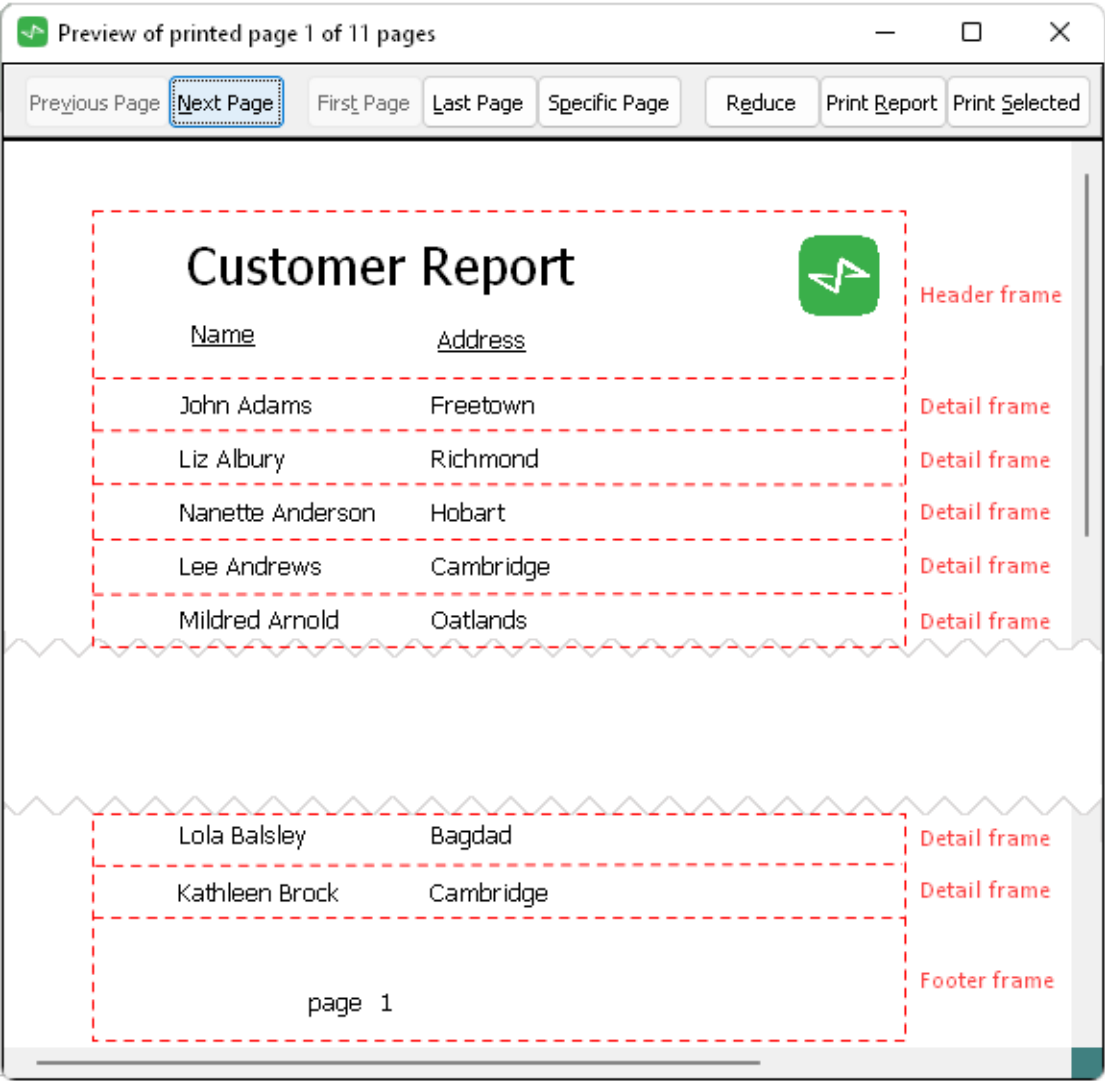 Preview of printed page 1 of 11 pages
Previous Page Next Page First Page Last Page Specific Page Reduce Print Report Print Selected
Customer Report
Header frame
Name Address
John Adams Freetown Detail frame
Liz Albury Richmond Detail frame
Nanette Anderson Hobart Detail frame
Lee Andrews Cambridge Detail frame
Mildred Arnold Oatlands Detail frame
Lola Balsley Bagdad Detail frame
Kathleen Brock Cambridge Detail frame
Footer frame
page 1